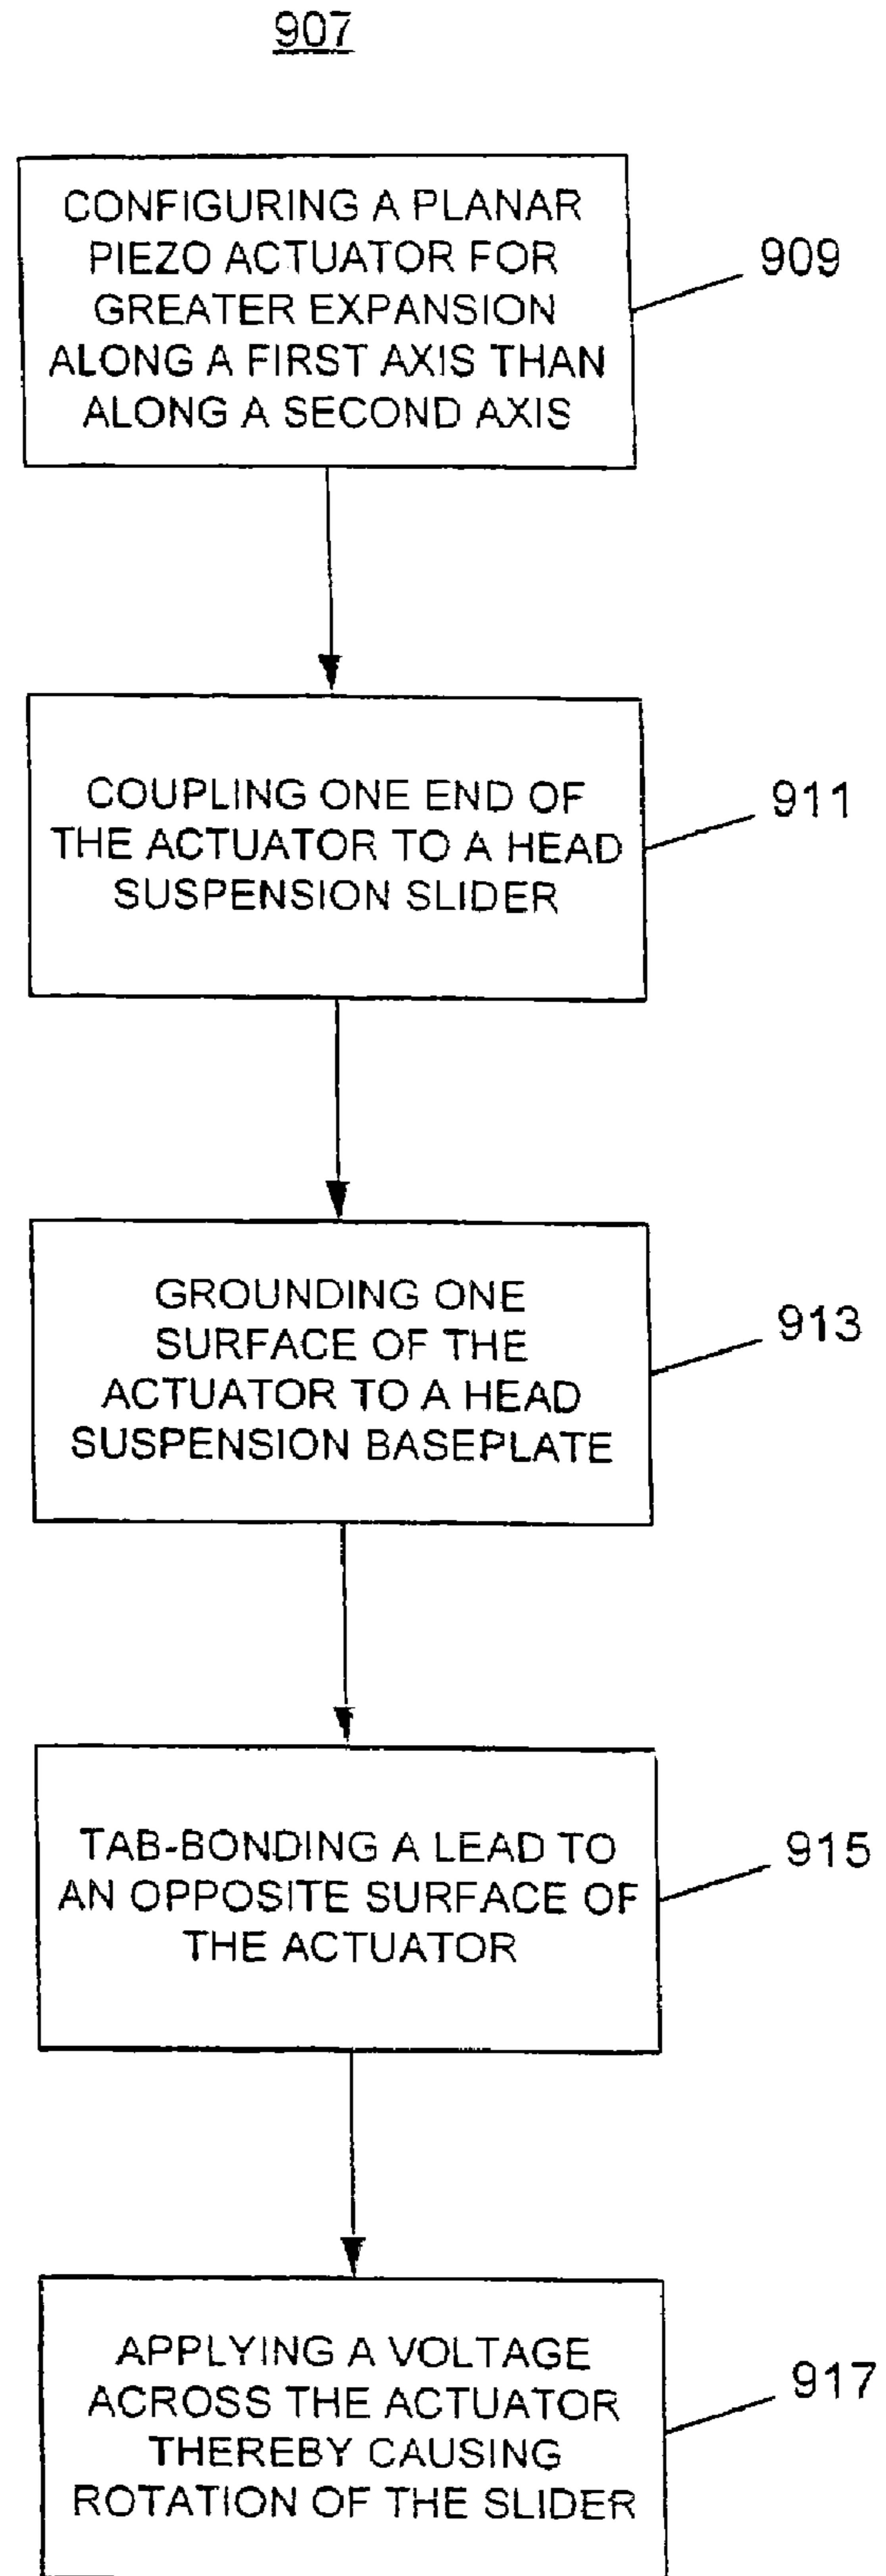 907
CONFIGURING A PLANAR
PIEZO ACTUATOR FOR
GREATER EXPANSION
ALONG A FIRST AXIS THAN
ALONG A SECOND AXIS
909
COUPLING ONE END OF
THE ACTUATOR TO A HEAD
SUSPENSION SLIDER
911
GROUNDING ONE
SURFACE OF THE
ACTUATOR TO A HEAD
SUSPENSION BASEPLATE
913
TAB-BONDING A LEAD TO
AN OPPOSITE SURFACE OF
THE ACTUATOR
915
APPLYING A VOLTAGE
ACROSS THE ACTUATOR
THEREBY CAUSING
ROTATION OF THE SLIDER
917